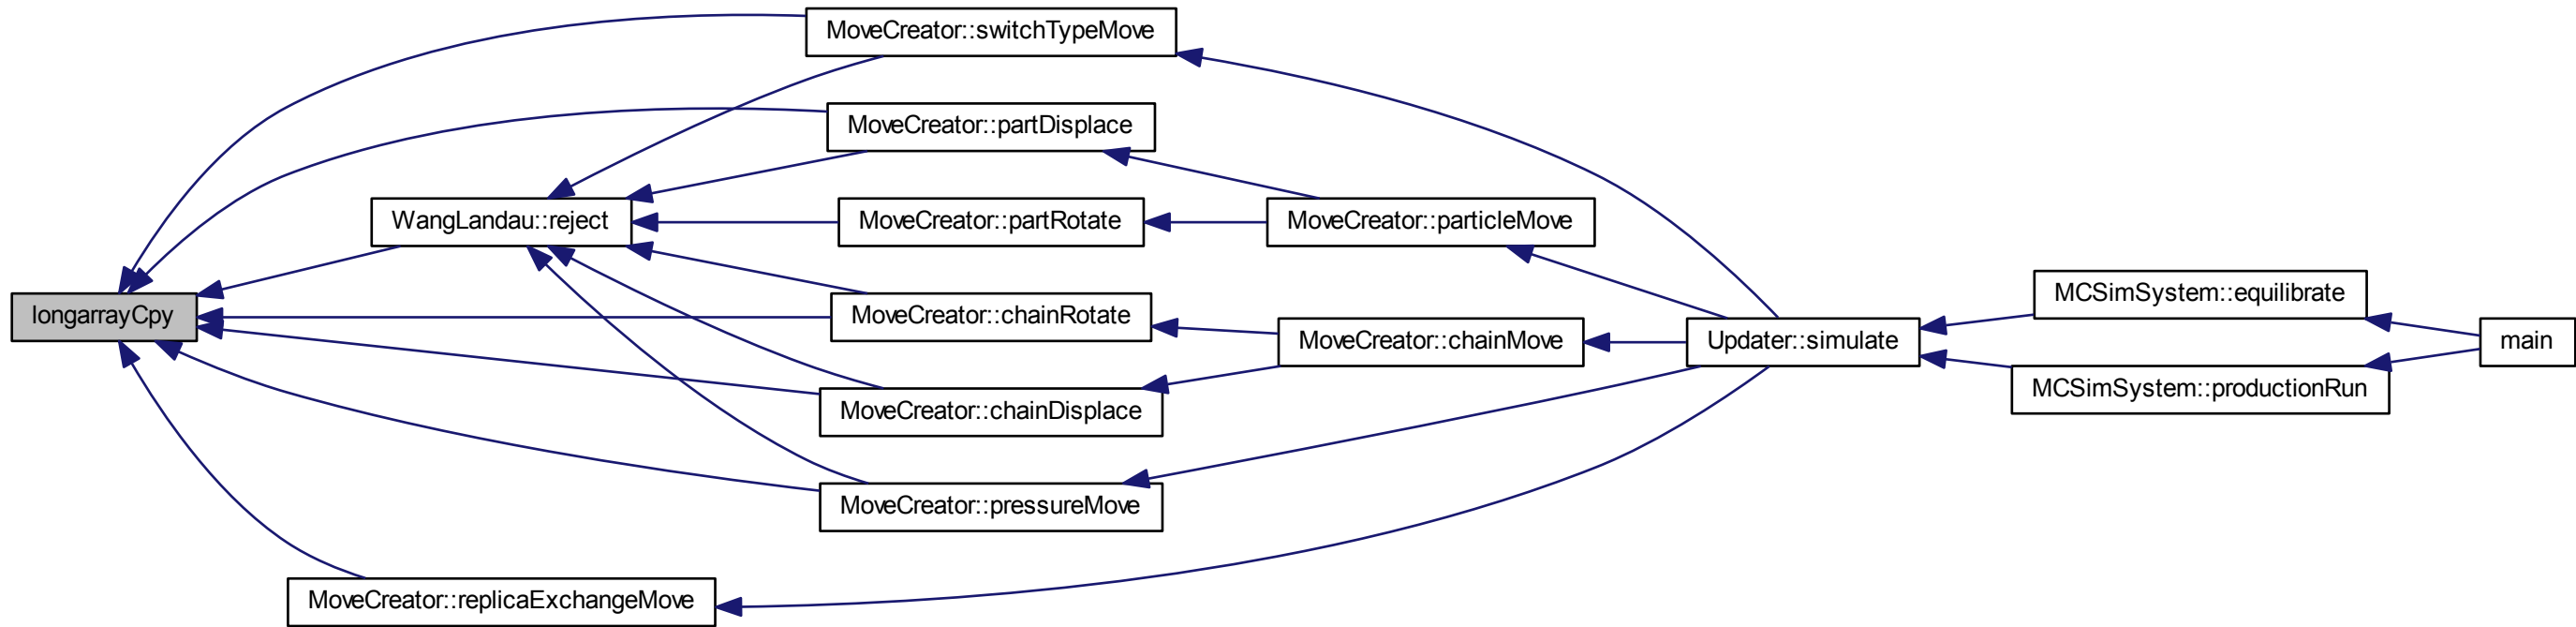 MoveCreator::switchTypeMove
MoveCreator::partDisplace
WangLandau::reject
MoveCreator::partRotate
MoveCreator::particleMove
longarrayCpy
MoveCreator::chainRotate
MoveCreator::chainMove
Updater::simulate
MCSimSystem::equilibrate
main
MCSimSystem::productionRun
MoveCreator::chainDisplace
MoveCreator::pressureMove
MoveCreator::replicaExchangeMove